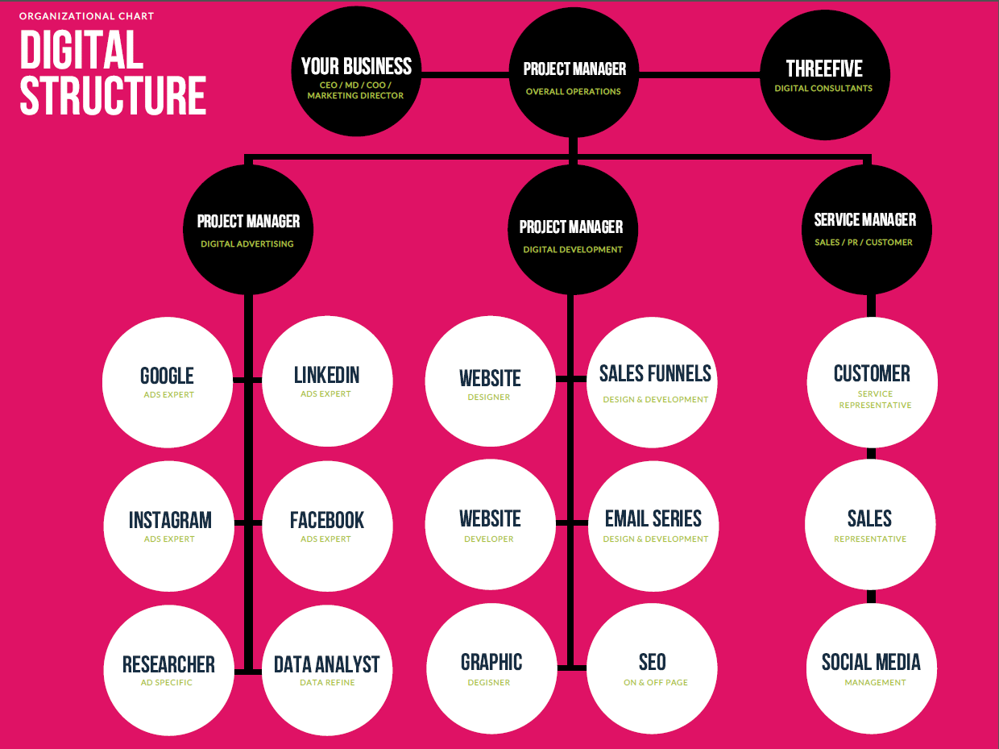 ORGANIZATIONAL CHART
DIGITAL
STRUCTURE
YOUR BUSINESS
CEO / MD / COO /
MARKETING DIRECTOR
PROJECT MANAGER
OVERALL OPERATIONS
THREEFIVE
DIGITAL CONSULTANTS
PROJECT MANAGER
DIGITAL ADVERTISING
PROJECT MANAGER
DIGITAL DEVELOPMENT
SERVICE MANAGER
SALES / PR / CUSTOMER
GOOGLE
ADS EXPERT
LINKEDIN
ADS EXPERT
WEBSITE
DESIGNER
SALES FUNNELS
DESIGN & DEVELOPMENT
CUSTOMER
SERVICE
REPRESENTATIVE
INSTAGRAM
ADS EXPERT
FACEBOOK
ADS EXPERT
WEBSITE
DEVELOPER
EMAIL SERIES
DESIGN & DEVELOPMENT
SALES
REPRESENTATIVE
RESEARCHER
AD SPECIFIC
DATA ANALYST
DATA REFINE
GRAPHIC
DEGISNER
SEO
ON & OFF PAGE
SOCIAL MEDIA
MANAGEMENT